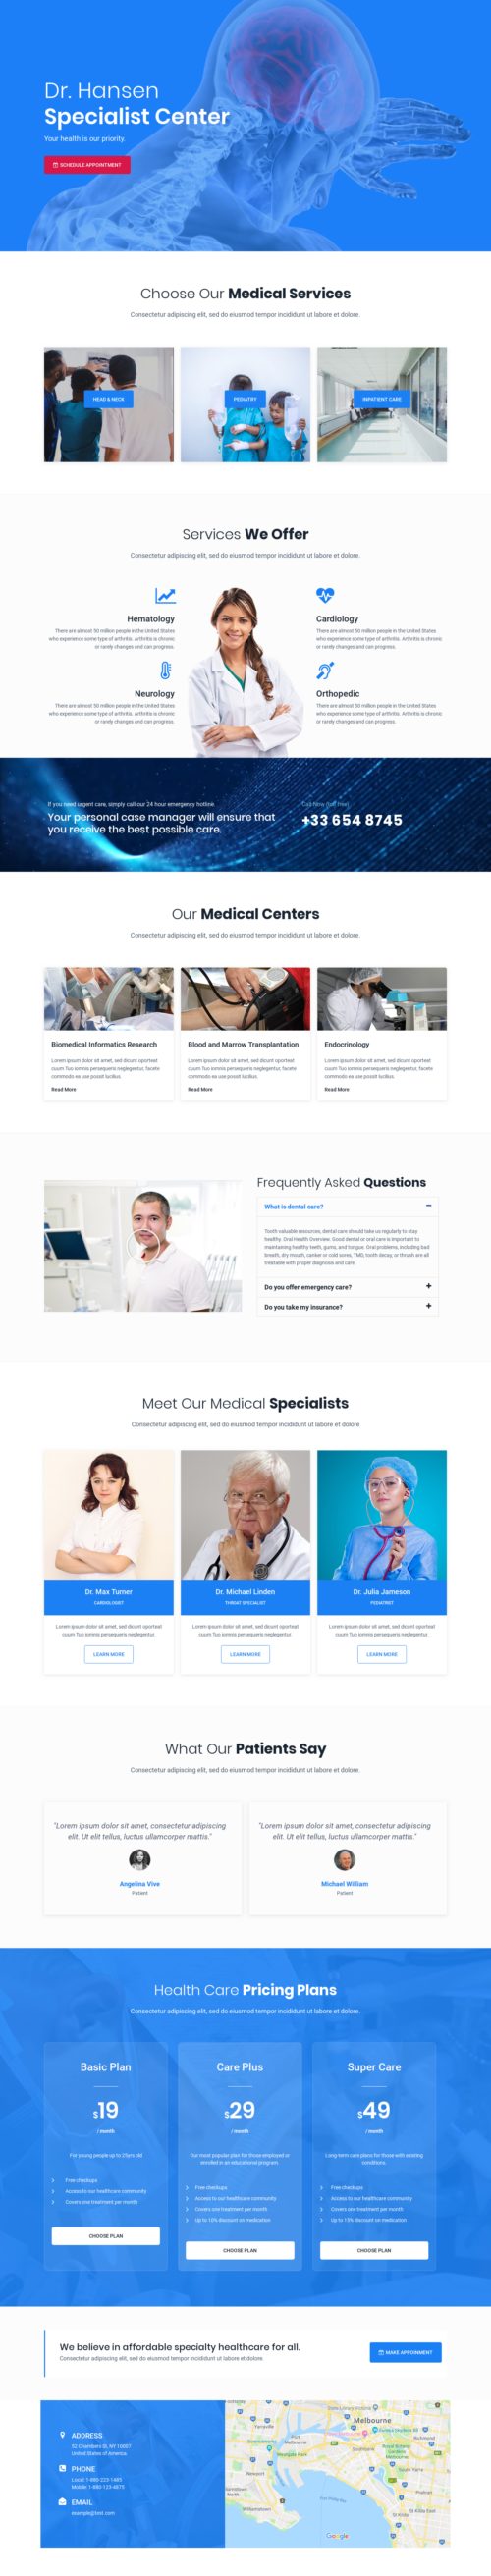 Dr. Hansen
Specialist Center
Your health is our priority.
SCHEDULE APPOINTMENT
Choose Our Medical Services
Consectetur adipiscing elit, sed do eiusmod tempor incididunt ut labore et dolore.
HEAD & NECK
PEDIATRY
INPATIENT CARE
Services We Offer
Consectetur adipiscing elit, sed do eiusmod tempor incididunt ut labore et dolore.
Hematology
There are almost 50 million people in the United States
who experience some type of arthritis. Arthritis is chronic
or rarely changes and can progress.
Cardiology
There are almost 50 million people in the United States
who experience some type of arthritis. Arthritis is chronic
or rarely changes and can progress.
Neurology
There are almost 50 million people in the United States
who experience some type of arthritis. Arthritis is chronic
or rarely changes and can progress.
Orthopedic
There are almost 50 million people in the United States
who experience some type of arthritis. Arthritis is chronic
or rarely changes and can progress.
If you need urgent care, simply call our 24 hour emergency hotline.
Your personal case manager will ensure that
you receive the best possible care.
Call Now (toll free)
+33 654 8745
Our Medical Centers
Consectetur adipiscing elit, sed do eiusmod tempor incididunt ut labore et dolore.
Biomedical Informatics Research
Lorem ipsum dolor sit amet, sed dicunt oporteat
cuum Tuo iomnis persequeris neglegentur, facete
commodo ea use possit lucilius.
Read More
Blood and Marrow Transplantation
Lorem ipsum dolor sit amet, sed dicunt oporteat
cuum Tuo iomnis persequeris neglegentur, facete
commodo ea use possit lucilius.
Read More
Endocrinology
Lorem ipsum dolor sit amet, sed dicunt oporteat
cuum Tuo iomnis persequeris neglegentur, facete
commodo ea use possit lucilius.
Read More
Frequently Asked Questions
What is dental care?
Tooth valuable resources, dental care should take us regularly to stay
healthy. Oral Health Overview. Good dental or oral care is important to
maintaining healthy teeth, gums, and tongue. Oral problems, including bad
breath, dry mouth, canker or cold sores, TMD, tooth decay, or thrush are all
treatable with proper diagnosis and care.
Do you offer emergency care?
Do you take my insurance?
Meet Our Medical Specialists
Consectetur adipiscing elit, sed do eiusmod tempor incididunt ut labore et dolore
Dr. Max Turner
CARDIOLOGIST
Lorem ipsum dolor sit amet, sed dicunt oporteat
cuum Tuo iomnis persequeris neglegentur.
LEARN MORE
Dr. Michael Linden
THROAT SPECIALIST
Lorem ipsum dolor sit amet, sed dicunt oporteat
cuum Tuo iomnis persequeris neglegentur.
LEARN MORE
Dr. Julia Jameson
PEDIATRIST
Lorem ipsum dolor sit amet, sed dicunt oporteat
cuum Tuo iomnis persequeris neglegentur.
LEARN MORE
What Our Patients Say
Consectetur adipiscing elit, sed do eiusmod tempor incididunt ut labore et dolore.
"Lorem ipsum dolor sit amet, consectetur adipiscing
elit. Ut elit tellus, luctus ullamcorper mattis."
Angelina Vive
Patient
"Lorem ipsum dolor sit amet, consectetur adipiscing
elit. Ut elit tellus, luctus ullamcorper mattis."
Michael William
Patient
Health Care Pricing Plans
Consectetur adipiscing elit, sed do eiusmod tempor incididunt ut labore et dolore.
Basic Plan
$19
/ month
For young people up to 25yrs old.
Free checkups
Access to our healthcare community
Covers one treatment per month
CHOOSE PLAN
Care Plus
$29
/ month
Our most popular plan for those employed or
enrolled in an educational program.
Free checkups
Access to our healthcare community
Covers one treatment per month
Up to 10% discount on medication
CHOOSE PLAN
Super Care
$49
/ month
Long-term care plans for those with existing
conditions.
Free checkups
Access to our healthcare community
Covers one treatment per month
Up to 15% discount on medication
CHOOSE PLAN
We believe in affordable specialty healthcare for all.
Consectetur adipiscing elit, sed do eiusmod tempor incididunt ut labore et dolore.
MAKE APPOINMENT
ADDRESS
52 Chambers St, NY 10007
United States of America.
PHONE
Local: 1-800-223-1485
Mobile: 1-800-123-4875
EMAIL
example@test.com
Melbourne
Yarraville
Port
Melbourne
Westgate Park
Newport
Williamstown
Southbank
Richmond
South Yarra
Prahran
St Kilda
St Kilda East
Google